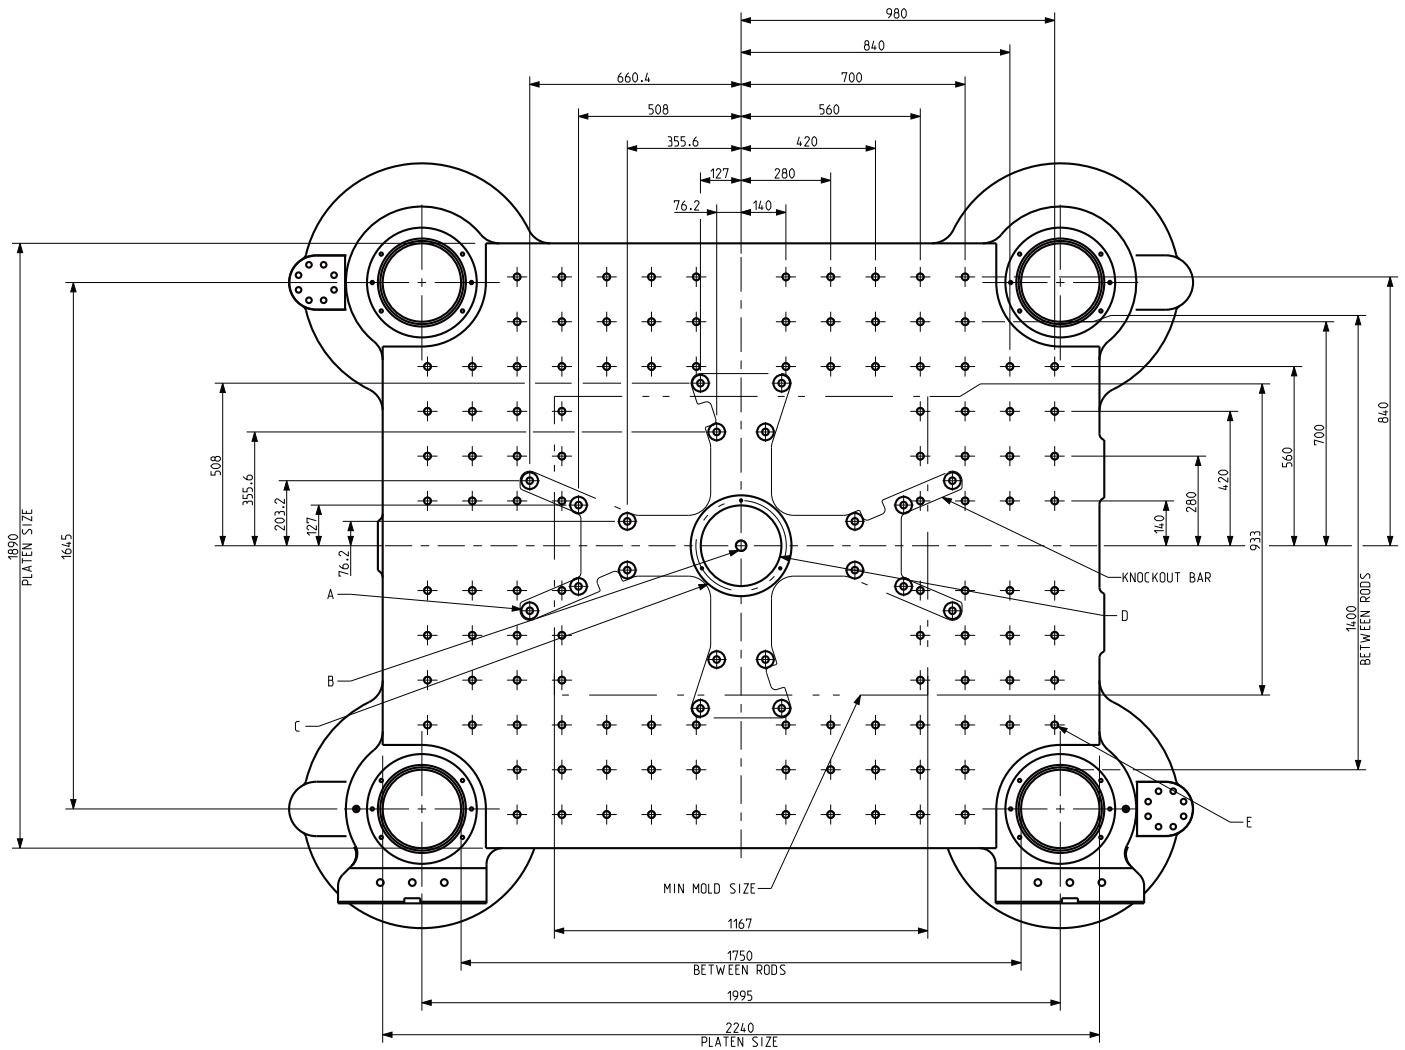 980
840
660.4
700
508
560
355.6
420
127
280
76.2
140
1890
PLATEN SIZE
1645
508
355.6
203.2
127
76.2
840
700
560
420
280
140
933
1400
BETWEEN RODS
KNOCKOUT BAR
A
B
C
D
E
MIN MOLD SIZE
1167
1750
BETWEEN RODS
1995
2240
PLATEN SIZE